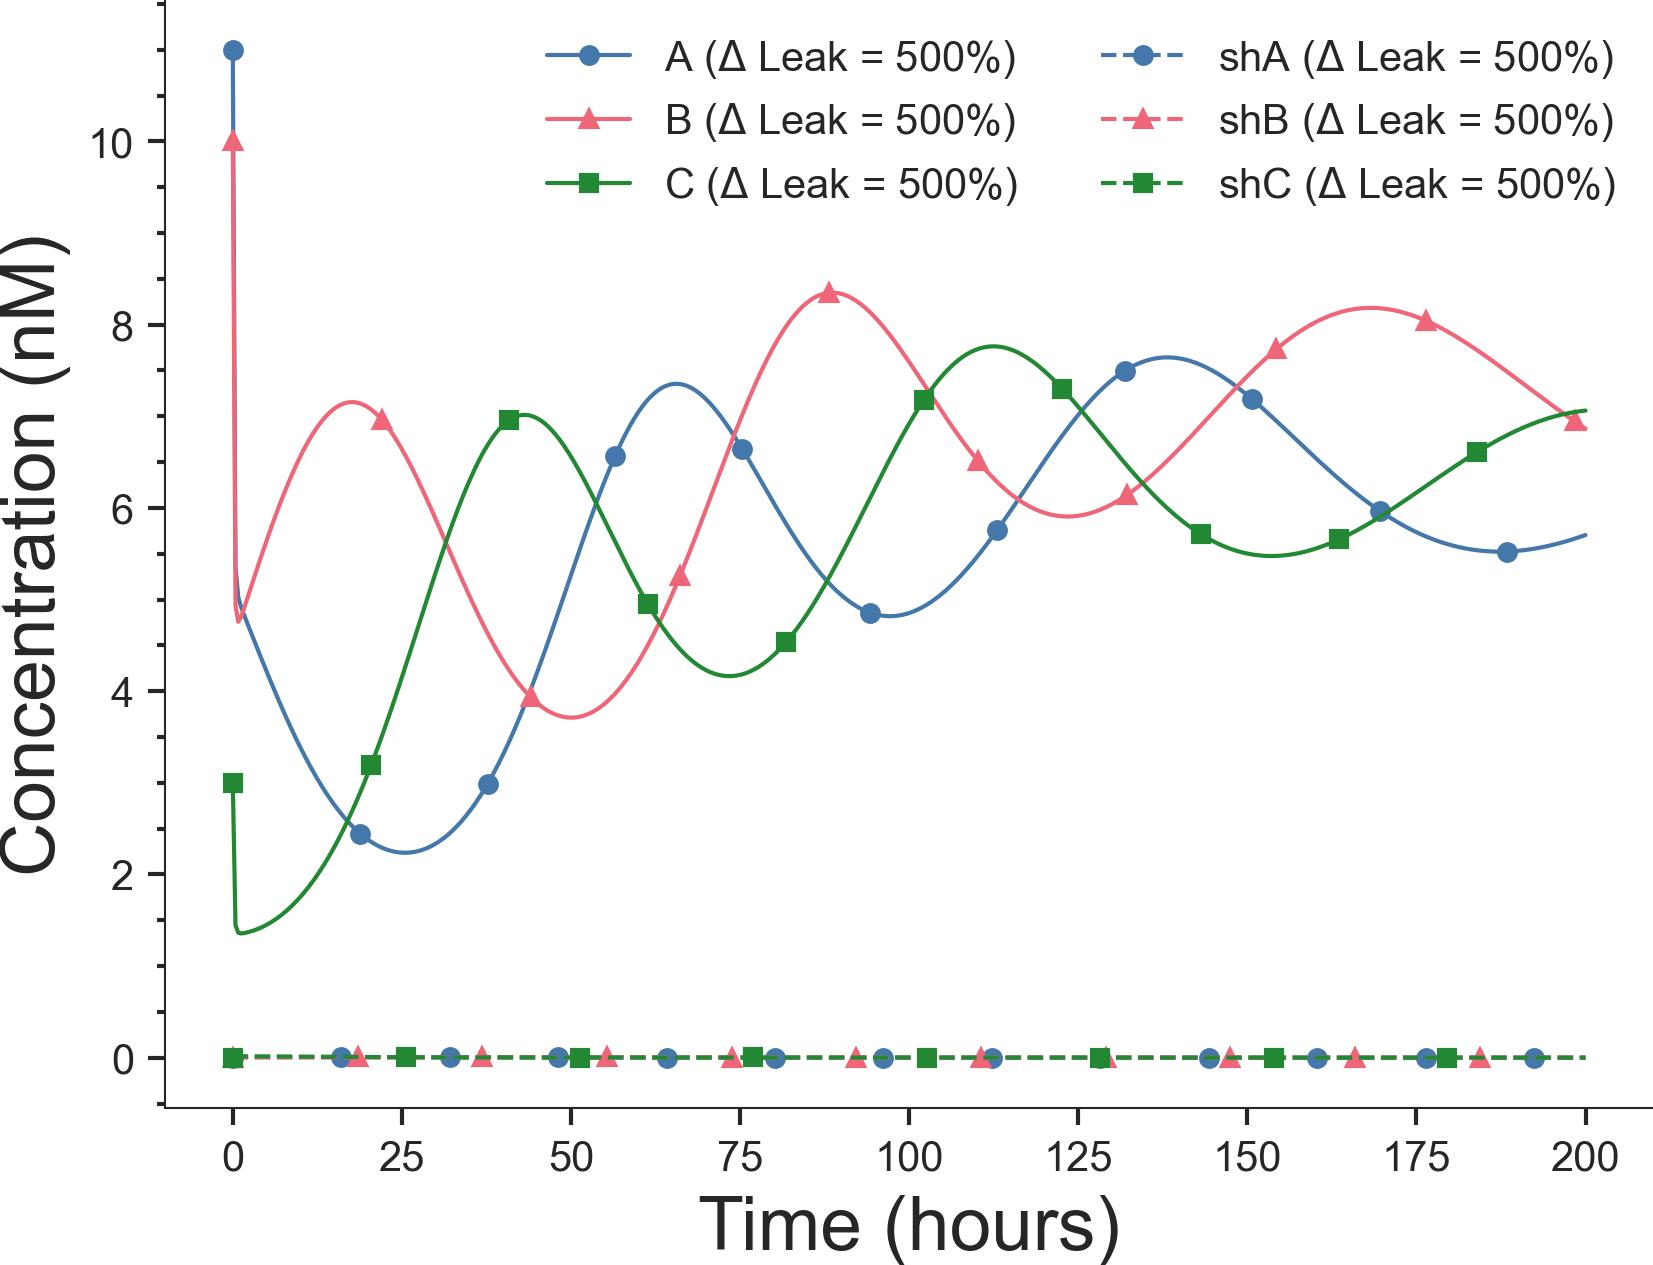 A (Δ Leak = 500%)
B (Δ Leak = 500%)
C (Δ Leak = 500%)
shA (Δ Leak = 500%)
shB (Δ Leak = 500%)
shC (Δ Leak = 500%)
Concentration (nM)
10
8
6
4
2
0
0 25 50 75 100 125 150 175 200
Time (hours)